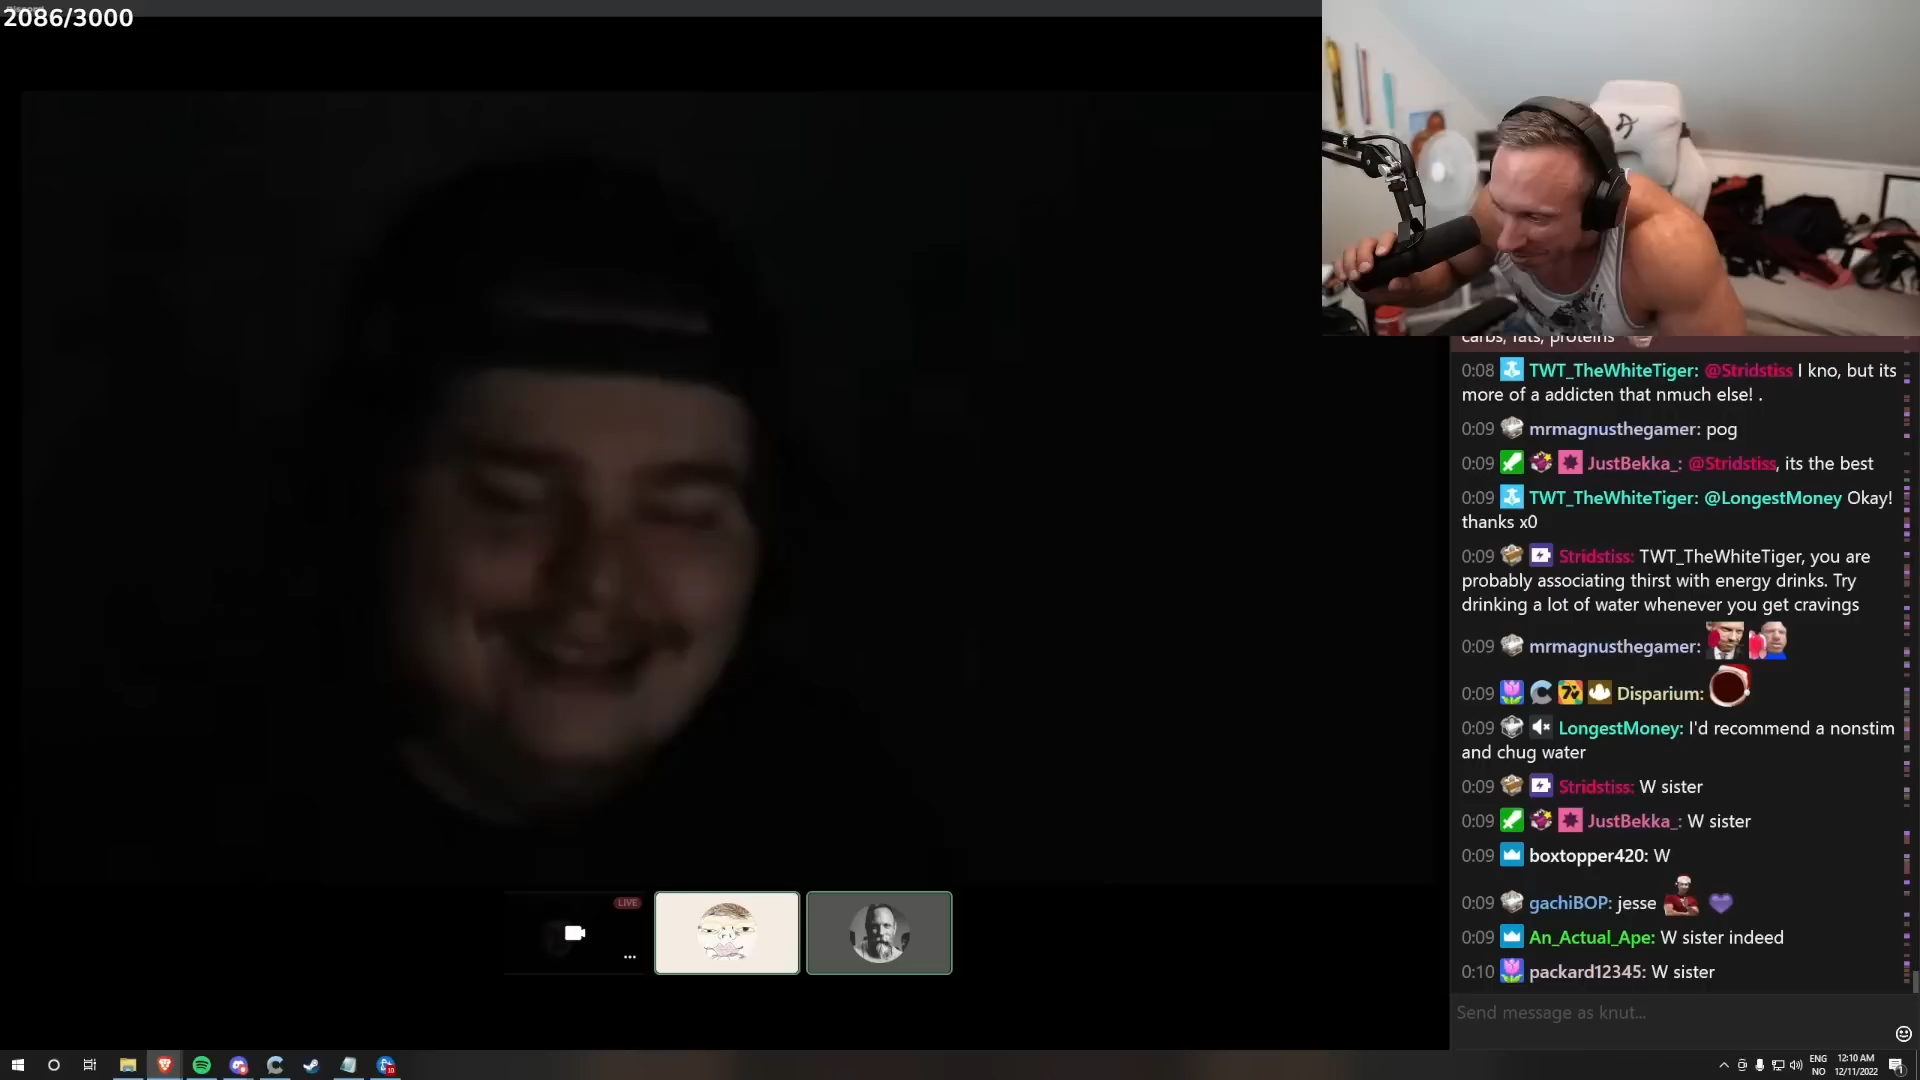 2086/3000
carbs, fats, proteins
0:08 TWT_TheWhiteTiger: @Stridstiss I kno, but its
more of a addicten that nmuch else! .
0:09 mrmagnusthegamer: pog
0:09 JustBekka_: @Stridstiss, its the best
0:09 TWT_TheWhiteTiger: @LongestMoney Okay!
thanks x0
0:09 Stridstiss: TWT_TheWhiteTiger, you are
probably associating thirst with energy drinks. Try
drinking a lot of water whenever you get cravings
0:09 mrmagnusthegamer:
0:09 Disparium:
0:09 LongestMoney: I'd recommend a nonstim
and chug water
0:09 Stridstiss: W sister
0:09 JustBekka_: W sister
0:09 boxtopper420: W
0:09 gachiBOP: jesse
0:09 An_Actual_Ape: W sister indeed
0:10 packard12345: W sister
Send message as knut...
LIVE
...
ENG
NO
12:10 AM
12/11/2022